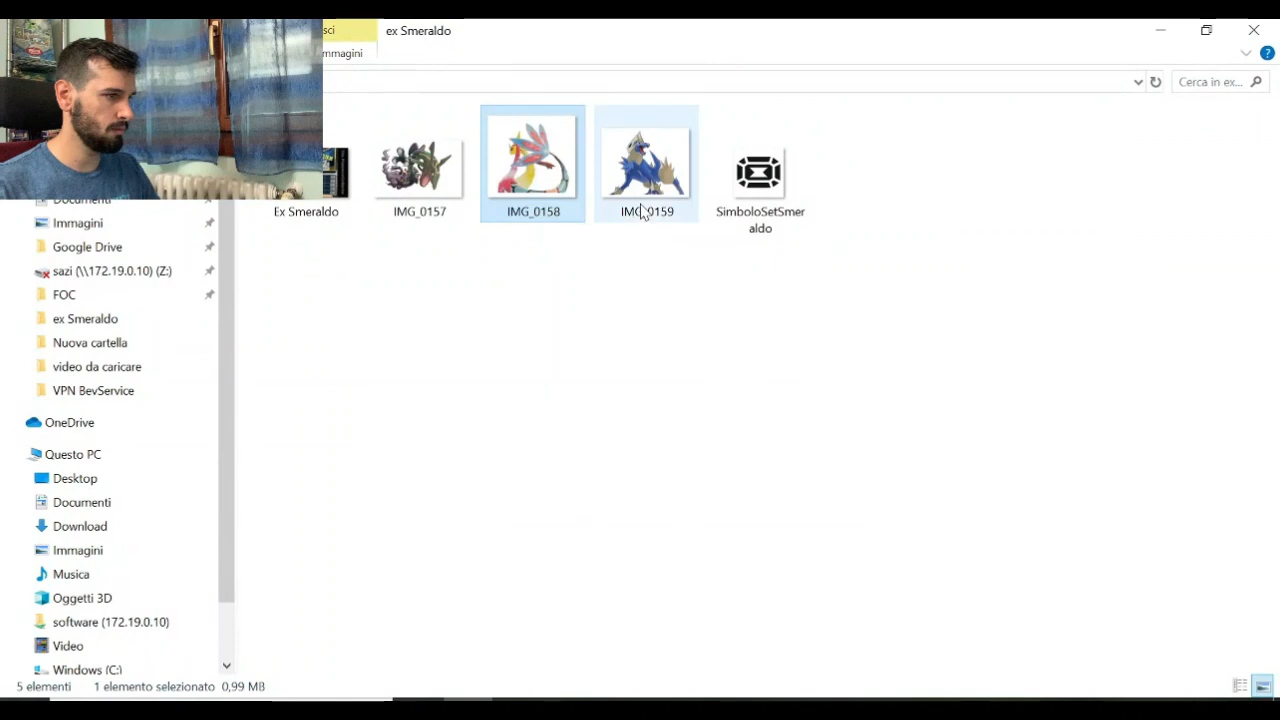 sci
ex Smeraldo
mmagini
Cerca in ex...
Ex Smeraldo
IMG_0157
IMG_0158
IMG_0159
SimboloSetSmer
aldo
Documenti
Immagini
Google Drive
sazi (\\172.19.0.10) (Z:)
FOC
ex Smeraldo
Nuova cartella
video da caricare
VPN BevService
OneDrive
Questo PC
Desktop
Documenti
Download
Immagini
Musica
Oggetti 3D
software (172.19.0.10)
Video
Windows (C:)
5 elementi
1 elemento selezionato 0,99 MB